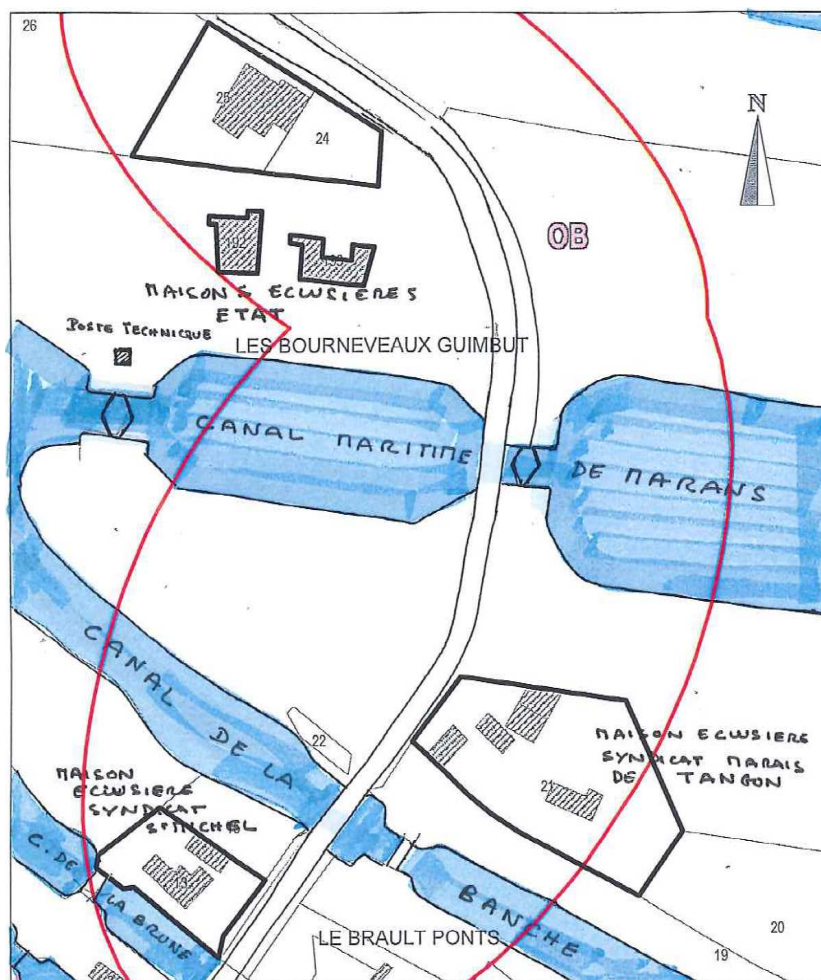 26
25
24
N
OB
192
MAISONS ECLUSIERES
ETAT
POSTE TECHNIQUE
LES BOURNEVEAUX GUIMBUT
CANAL MARITIME
DE MARANS
CANAL DE LA
22
MAISON ECLUSIERE
SYNDICAT MARAIS
DE TANGON
21
MAISON
ECLUSIERE
SYNDICAT
C. DE
LA BRUNE
BANCHE
LE BRAULT PONTS
20
19